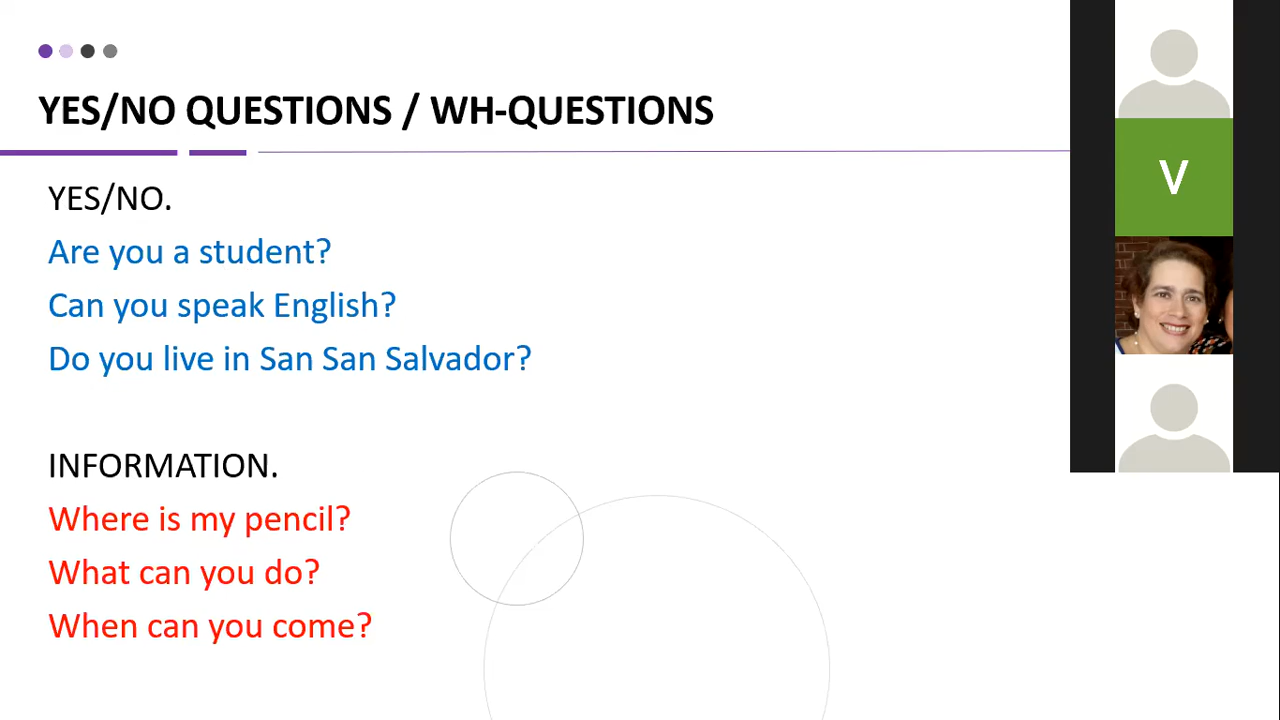 YES/NO QUESTIONS / WH-QUESTIONS
YES/NO.
Are you a student?
Can you speak English?
Do you live in San San Salvador?
INFORMATION.
Where is my pencil?
What can you do?
When can you come?
V